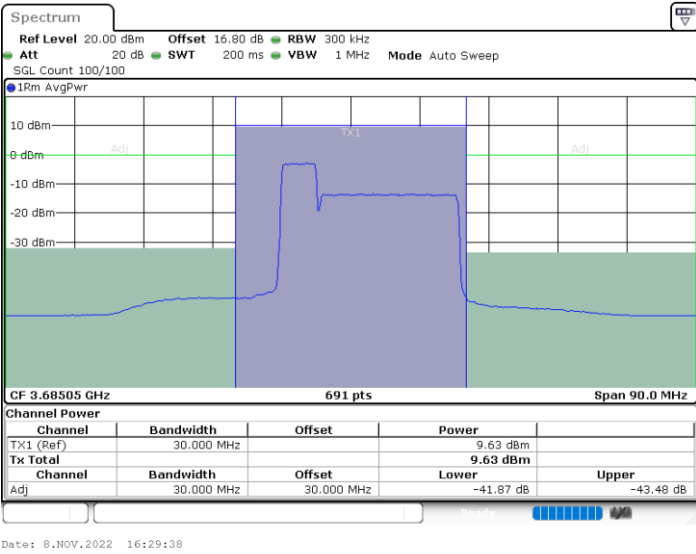 Spectrum
Ref Level 20.00 dBm Offset 16.80 dB RBW 300 kHz
Att 20 dB SWT 200 ms VBW 1 MHz Mode Auto Sweep
SGL Count 100/100
1Rm AvgPwr
10 dBm
TX1
Adj
Adj
0 dBm
-10 dBm
-20 dBm
-30 dBm
CF 3.68505 GHz 691 pts Span 90.0 MHz
Channel Power
Channel Bandwidth Offset Power
TX1 (Ref) 30.000 MHz 9.63 dBm
Tx Total 9.63 dBm
Channel Bandwidth Offset Lower Upper
Adj 30.000 MHz 30.000 MHz -41.87 dB -43.48 dB
Ready
Date: 8.NOV.2022 16:29:38